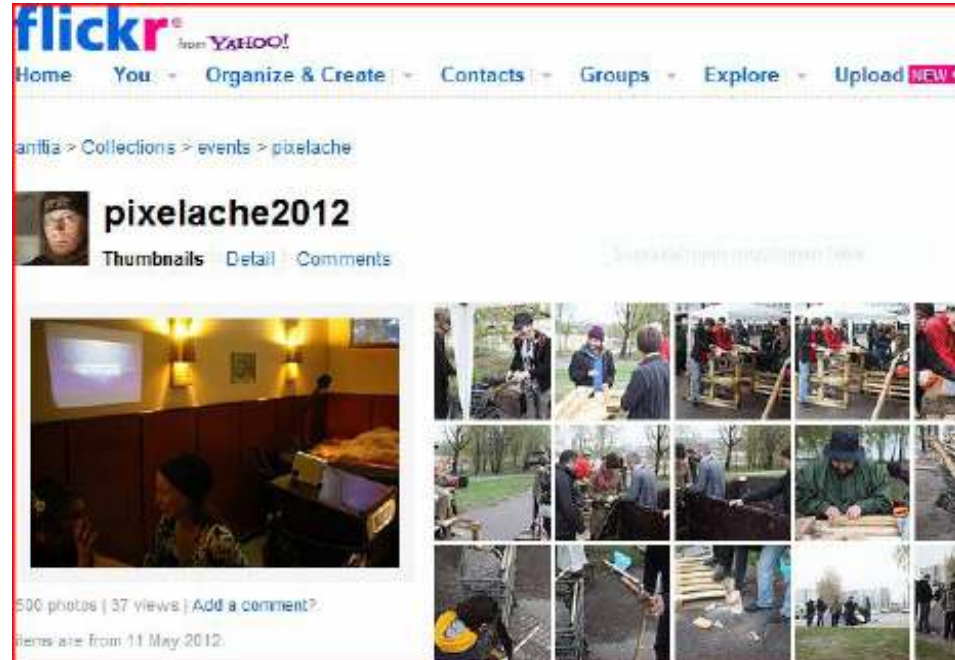 flickr from YAHOO!
Home You Organize & Create Contacts Groups Explore Upload NEW
anttia > Collections > events > pixelache
pixelache2012
Thumbnails Detail Comments
500 photos | 37 views | Add a comment?
items are from 11 May 2012.